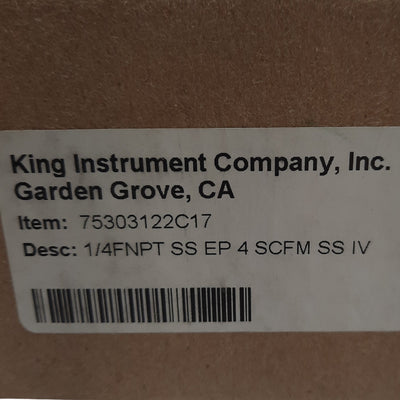 King Instrument Company, Inc.
Garden Grove, CA
Item: 75303122C17
Desc: 1/4FNPT SS EP 4 SCFM SS IV